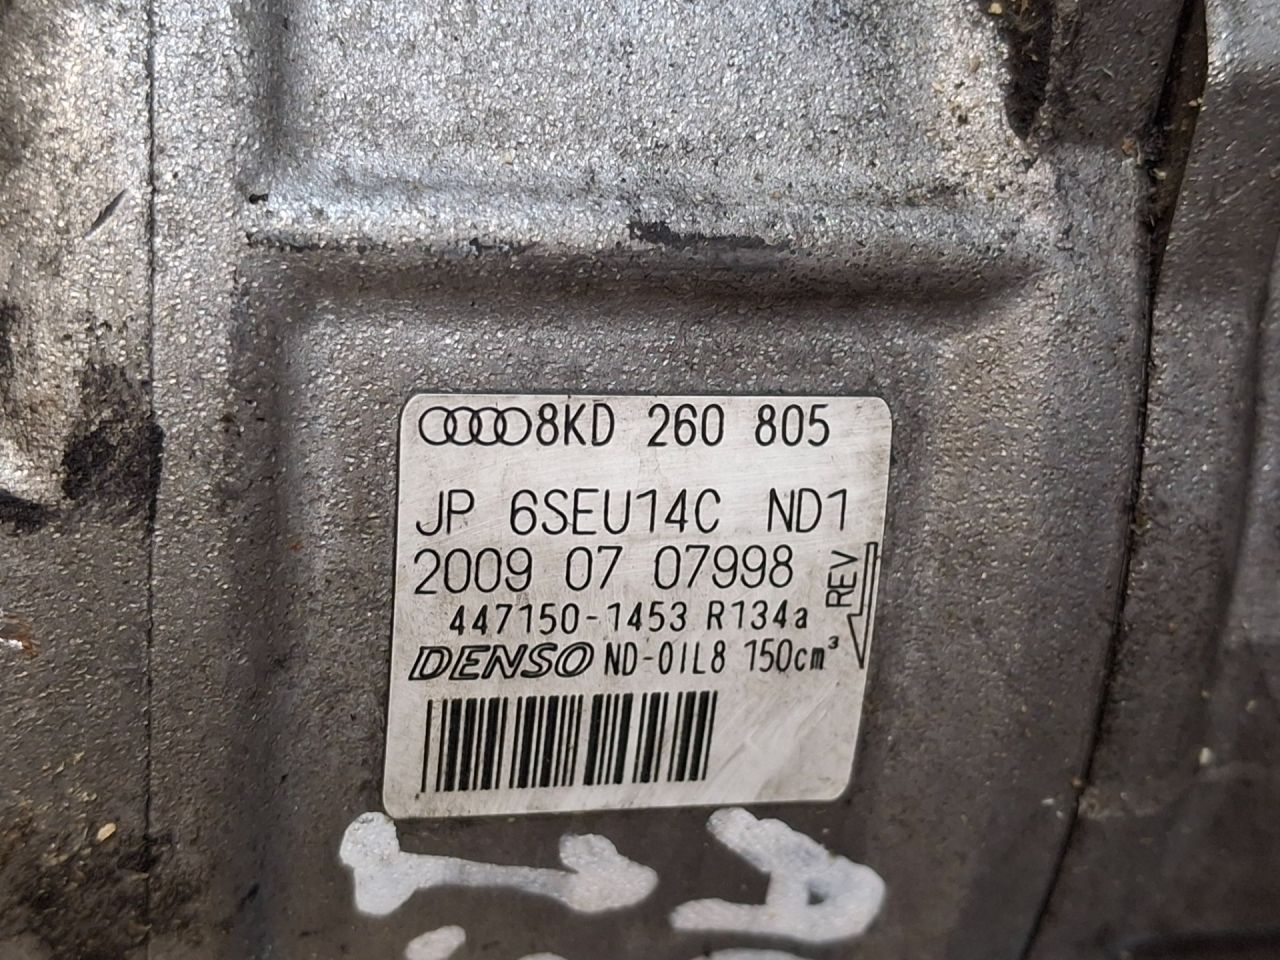 8KD 260 805
JP 6SEU14C ND1
2009 07 07998
REV
447150-1453 R134a
DENSO ND-OIL8 150cm³